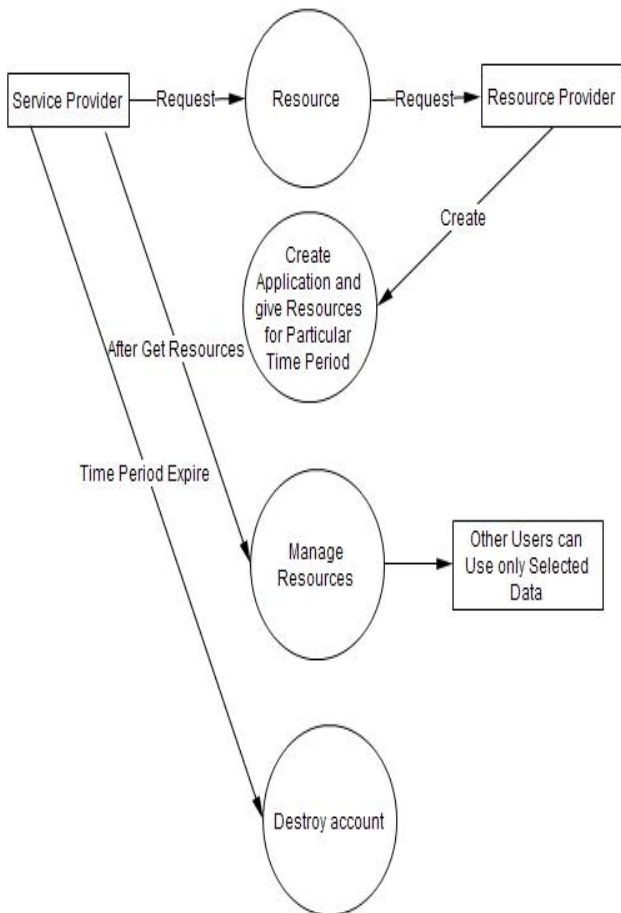 Service Provider
Request
Resource
Request
Resource Provider
Create
Create
Application and
give Resources
for Particular
Time Period
After Get Resources
Time Period Expire
Manage
Resources
Other Users can
Use only Selected
Data
Destroy account